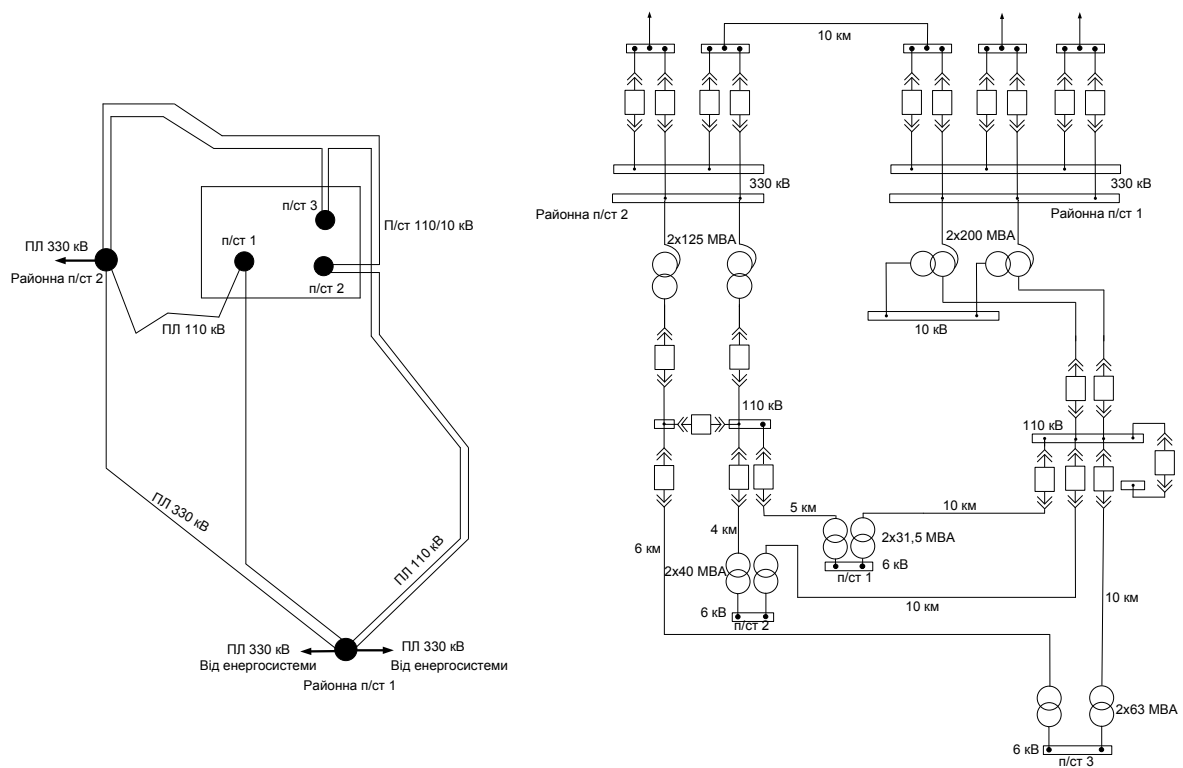 п/ст 3
п/ст 1
п/ст 2
П/ст 110/10 кВ
ПЛ 330 кВ
Районна п/ст 2
ПЛ 110 кВ
ПЛ 330 кВ
ПЛ 110 кВ
ПЛ 330 кВ
Від енергосистеми
ПЛ 330 кВ
Від енергосистеми
Районна п/ст 1
10 км
330 кВ
330 кВ
Районна п/ст 2
Районна п/ст 1
2х125 МВА
2х200 МВА
10 кВ
110 кВ
110 кВ
5 км
10 км
4 км
6 км
2х31,5 МВА
6 кВ
п/ст 1
2х40 МВА
6 кВ
п/ст 2
10 км
10 км
2х63 МВА
6 кВ
п/ст 3